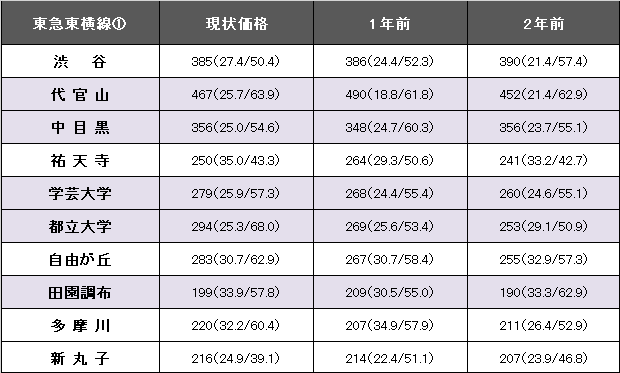 東急東横線① 現状価格 1年前 2年前
渋谷 385(27.4/50.4) 386(24.4/52.3) 390(21.4/57.4)
代官山 467(25.7/63.9) 490(18.8/61.8) 452(21.4/62.9)
中目黒 356(25.0/54.6) 348(24.7/60.3) 356(23.7/55.1)
祐天寺 250(35.0/43.3) 264(29.3/50.6) 241(33.2/42.7)
学芸大学 279(25.9/57.3) 268(24.4/55.4) 260(24.6/55.1)
都立大学 294(25.3/68.0) 269(25.6/53.4) 253(29.1/50.9)
自由が丘 283(30.7/62.9) 267(30.7/58.4) 255(32.9/57.3)
田園調布 199(33.9/57.8) 209(30.5/55.0) 190(33.3/62.9)
多摩川 220(32.2/60.4) 207(34.9/57.9) 211(26.4/52.9)
新丸子 216(24.9/39.1) 214(22.4/51.1) 207(23.9/46.8)